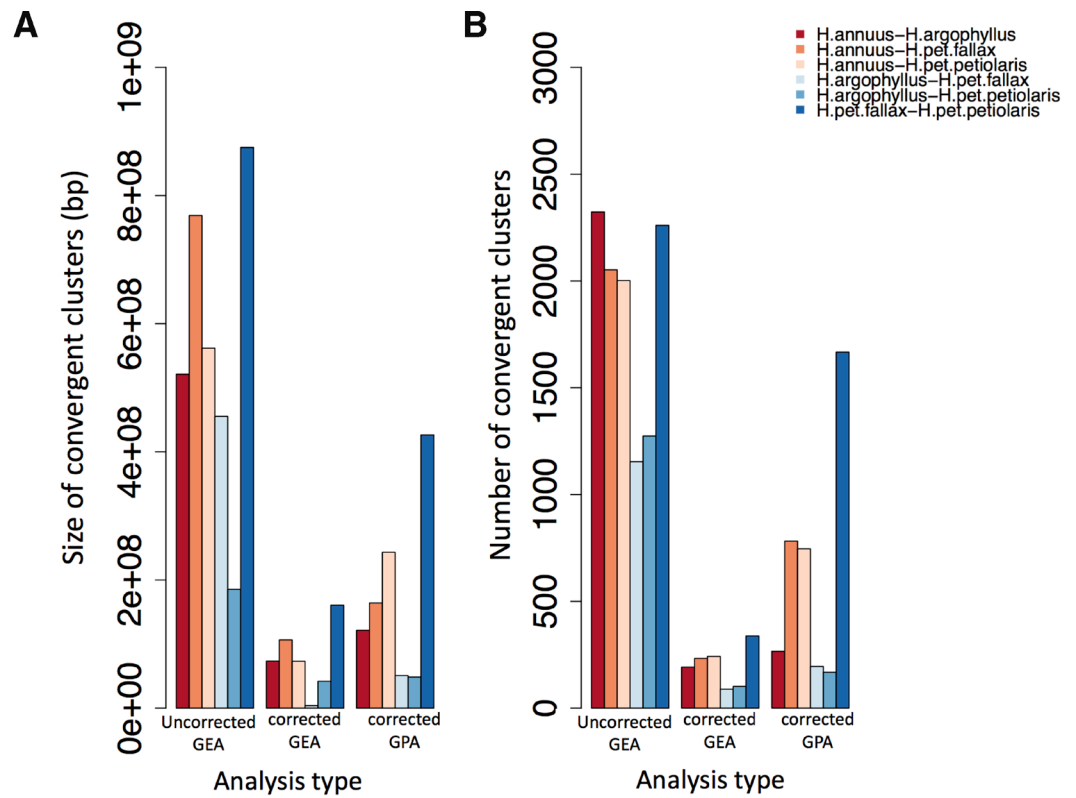 A
Size of convergent clusters (bp)
1e+09
8e+08
6e+08
4e+08
2e+08
0e+00
Uncorrected
GEA
corrected
GEA
corrected
GPA
Analysis type
B
Number of convergent clusters
3000
2500
2000
1500
1000
500
0
Uncorrected
GEA
corrected
GEA
corrected
GPA
Analysis type
H.annuus−H.argophyllus
H.annuus−H.pet.fallax
H.annuus−H.pet.petiolaris
H.argophyllus−H.pet.fallax
H.argophyllus−H.pet.petiolaris
H.pet.fallax−H.pet.petiolaris